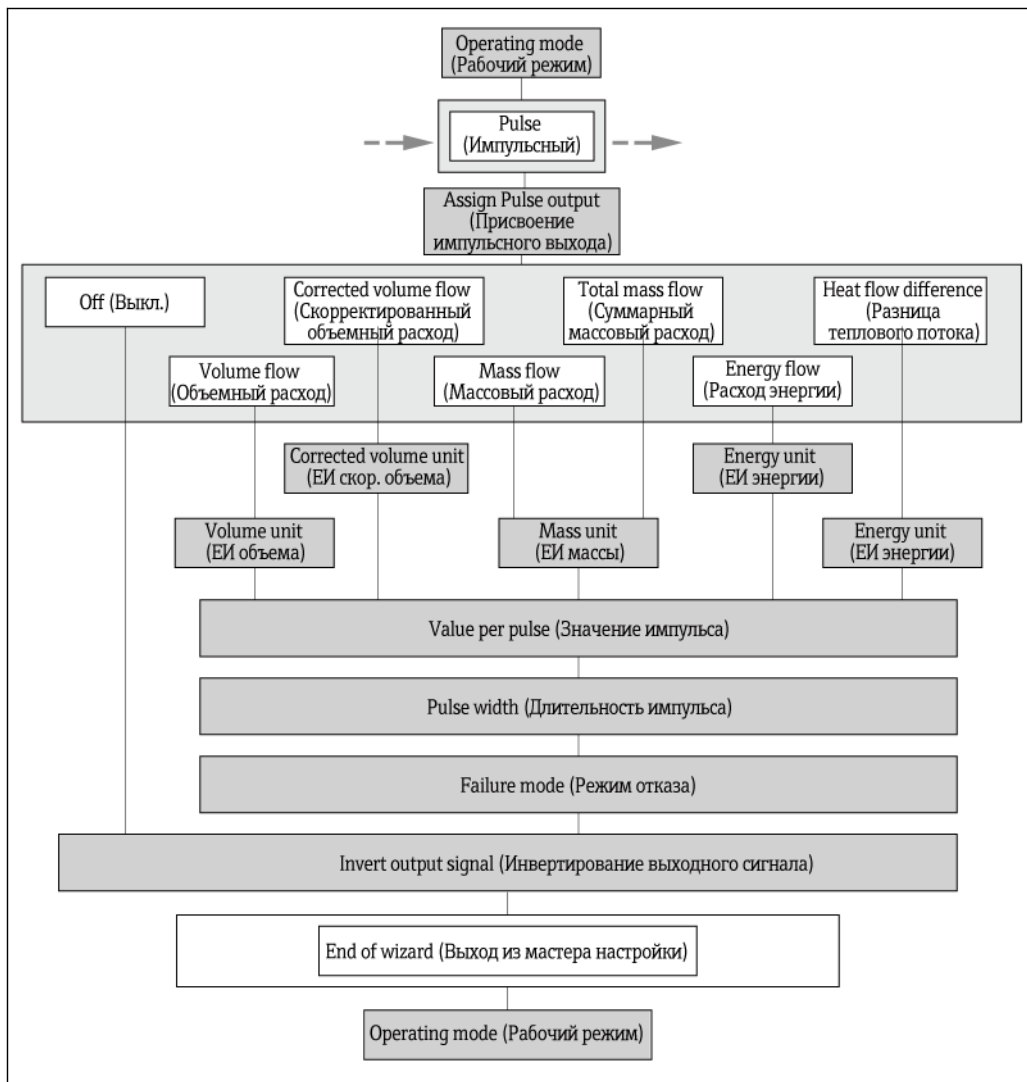 Operating mode
(Рабочий режим)
Pulse
(Импульсный)
Assign Pulse output
(Присвоение
импульсного выхода)
Off (Выкл.)
Corrected volume flow
(Скорректированный
объемный расход)
Total mass flow
(Суммарный
массовый расход)
Heat flow difference
(Разница
теплового потока)
Volume flow
(Объемный расход)
Mass flow
(Массовый расход)
Energy flow
(Расход энергии)
Corrected volume unit
(ЕИ скор. объема)
Energy unit
(ЕИ энергии)
Volume unit
(ЕИ объема)
Mass unit
(ЕИ массы)
Energy unit
(ЕИ энергии)
Value per pulse (Значение импульса)
Pulse width (Длительность импульса)
Failure mode (Режим отказа)
Invert output signal (Инвертирование выходного сигнала)
End of wizard (Выход из мастера настройки)
Operating mode (Рабочий режим)